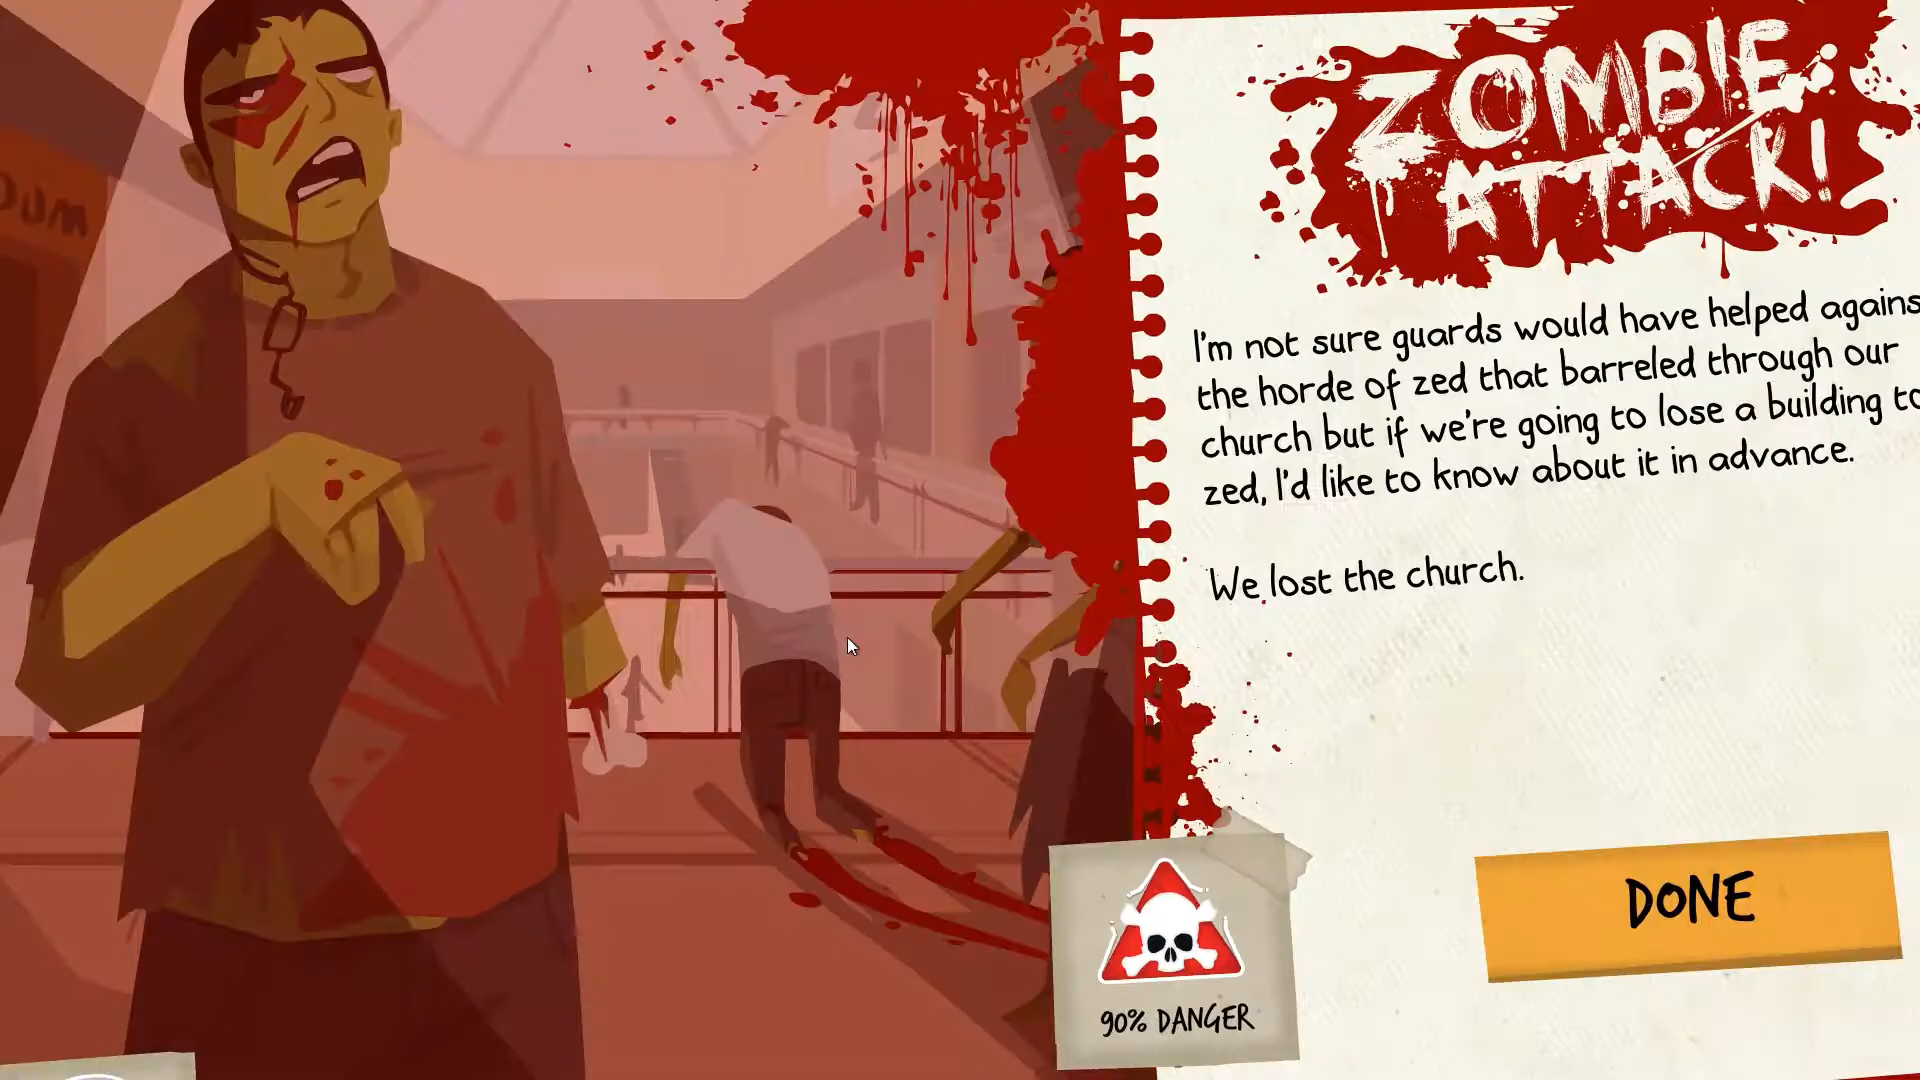 ZOMBIE
ATTACK!
I'm not sure guards would have helped agains
the horde of zed that barreled through our
church but if we're going to lose a building to
zed, I'd like to know about it in advance.
We lost the church.
DONE
90% DANGER